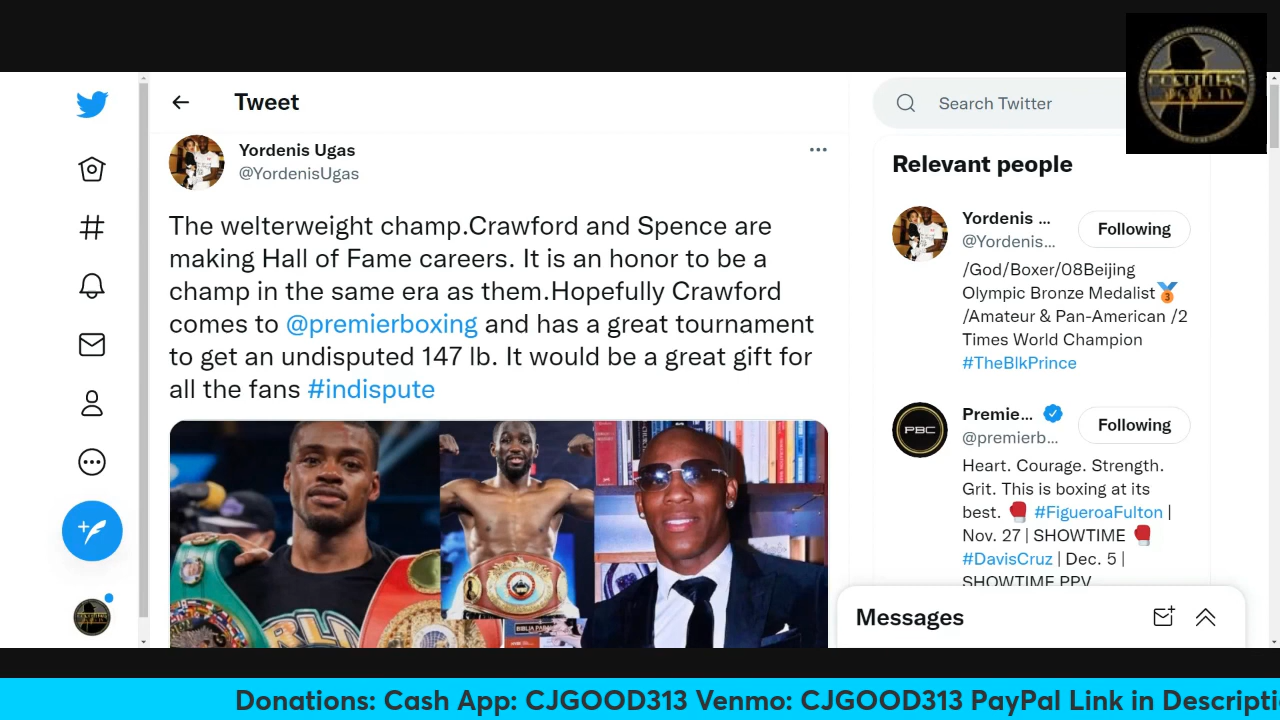 Tweet
Search Twitter
Yordenis Ugas
@YordenisUgas
The welterweight champ.Crawford and Spence are
making Hall of Fame careers. It is an honor to be a
champ in the same era as them.Hopefully Crawford
comes to @premierboxing and has a great tournament
to get an undisputed 147 lb. It would be a great gift for
all the fans #indispute
Relevant people
Yordenis ...
@Yordenis...
Following
/God/Boxer/08Beijing
Olympic Bronze Medalist🥉
/Amateur & Pan-American /2
Times World Champion
#TheBlkPrince
PBC
Premie...
@premierb...
Following
Heart. Courage. Strength.
Grit. This is boxing at its
best. 🥊 #FigueroaFulton |
Nov. 27 | SHOWTIME 🥊
#DavisCruz | Dec. 5 |
SHOWTIME PPV
Messages
Donations: Cash App: CJGOOD313 Venmo: CJGOOD313 PayPal Link in Descripti